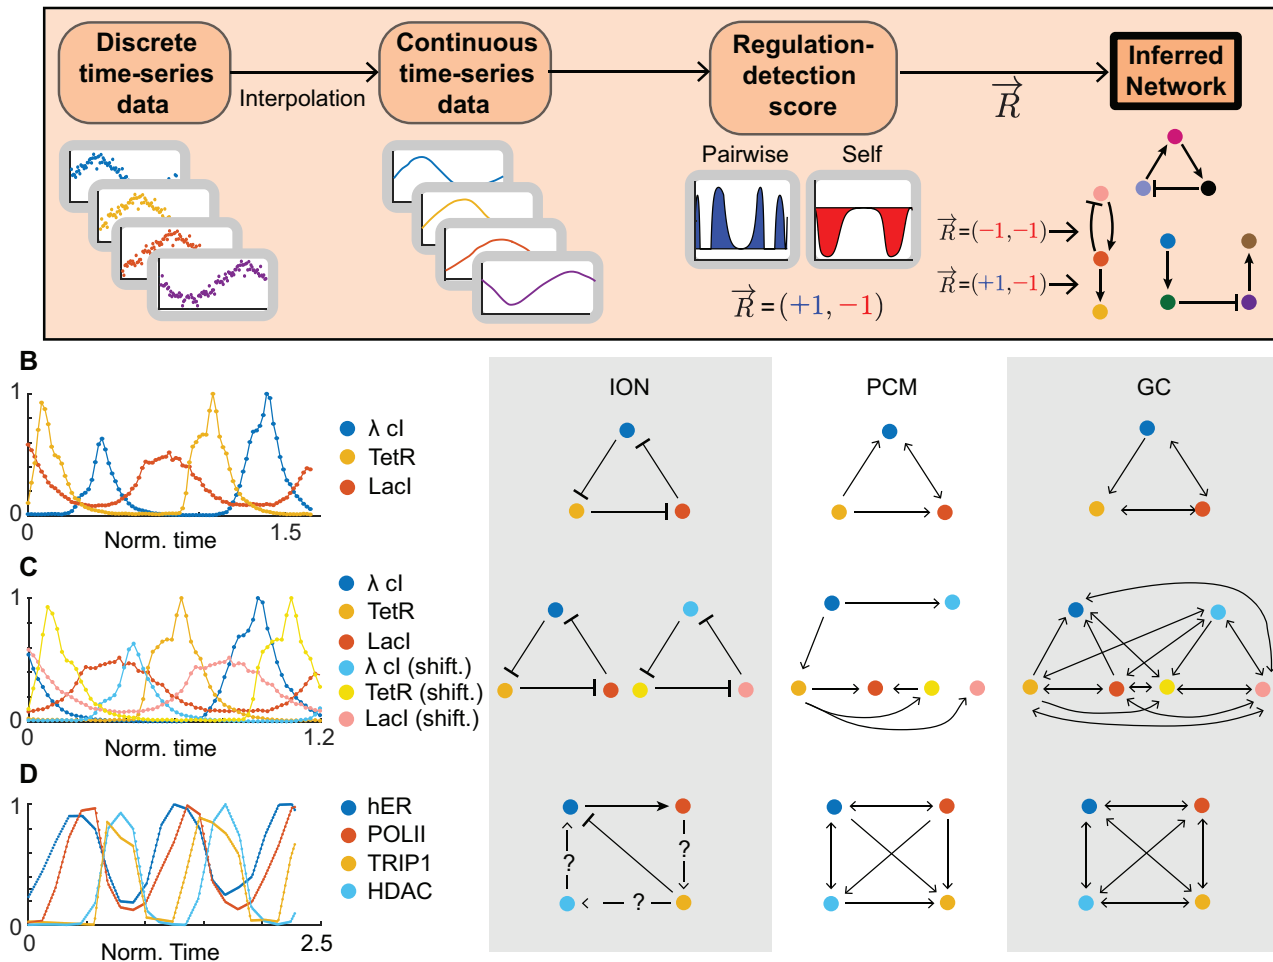 Discrete
time-series
data
Interpolation
Continuous
time-series
data
Regulation-
detection
score
R
Inferred
Network
Pairwise
Self
R = (+1, −1)
R = (−1,−1)
R = (+1,−1)
B
1
0
0
1.5
Norm. time
λ cI
TetR
LacI
ION
PCM
GC
C
1
0
0
1.2
Norm. time
λ cI
TetR
LacI
λ cI (shift.)
TetR (shift.)
LacI (shift.)
D
1
0
0
2.5
Norm. Time
hER
POLII
TRIP1
HDAC
?
?
?